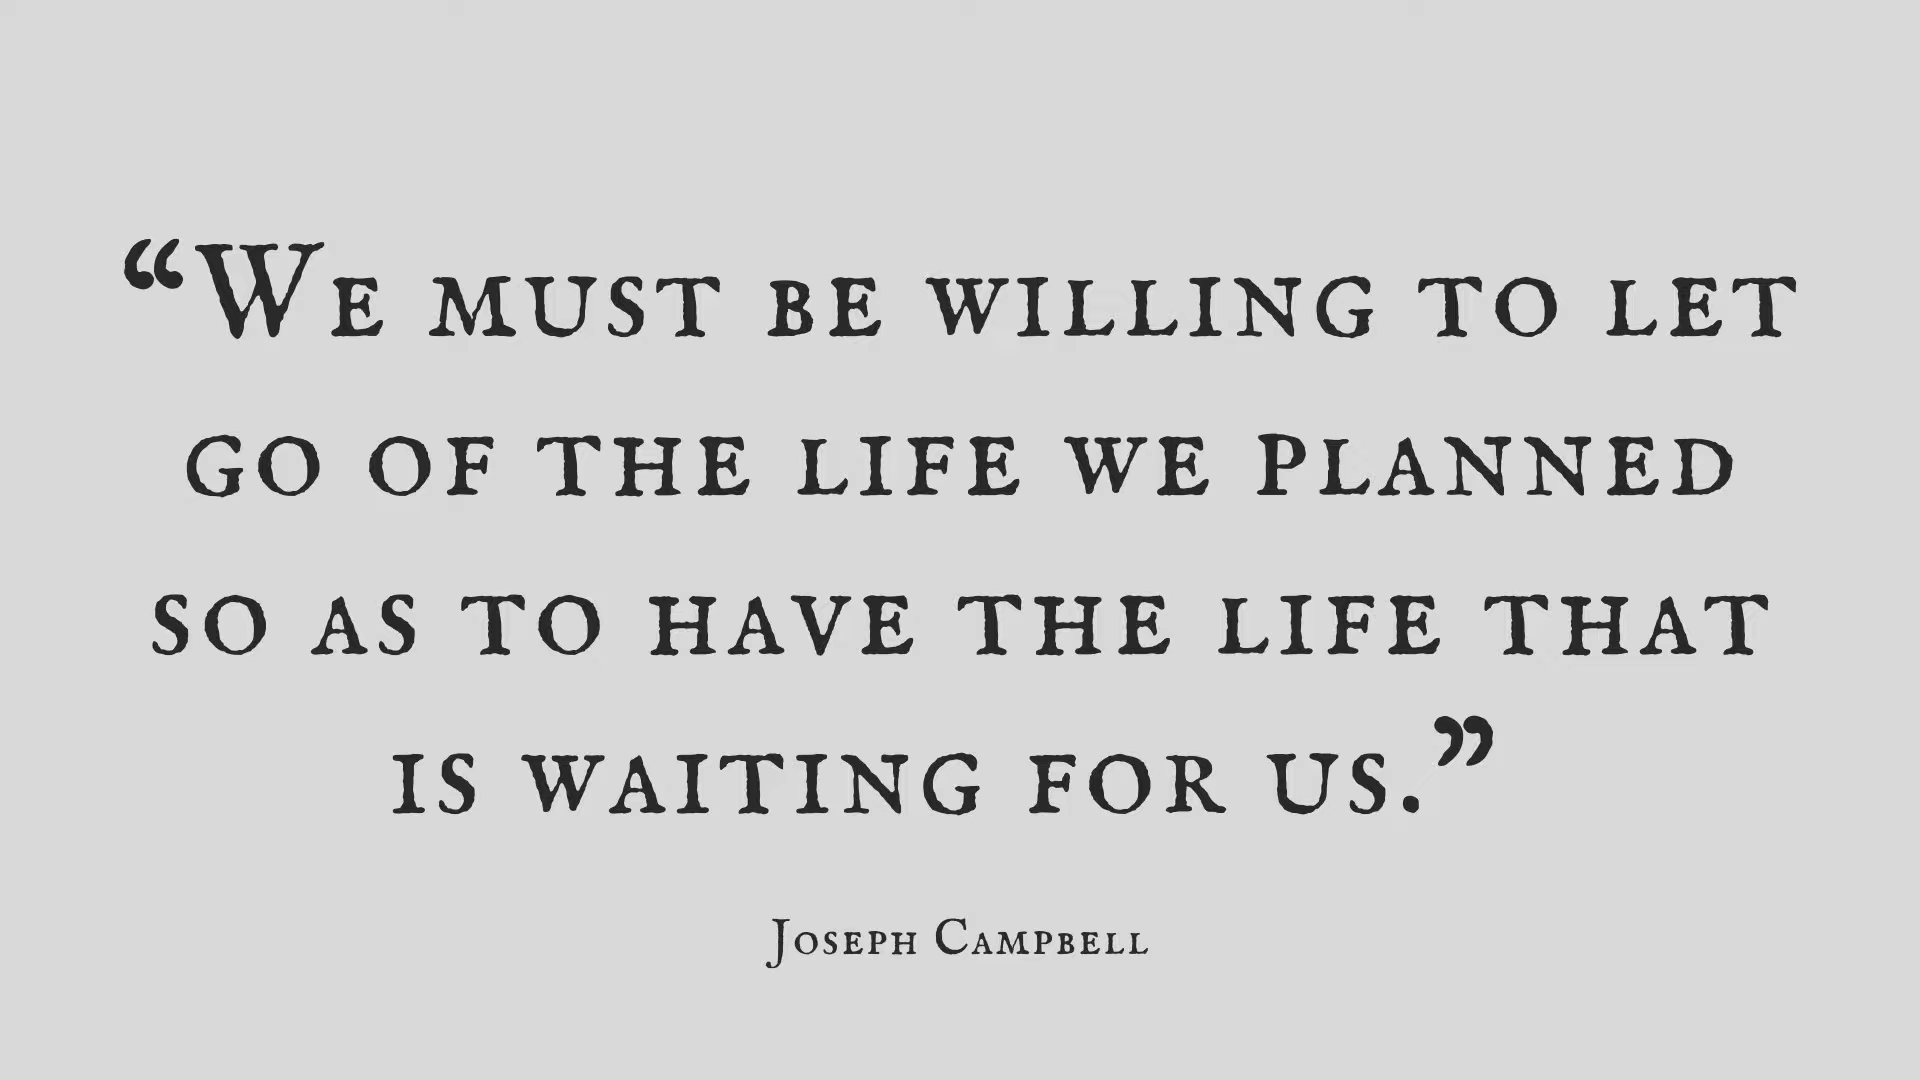 “We must be willing to let
go of the life we planned
so as to have the life that
is waiting for us.”
Joseph Campbell